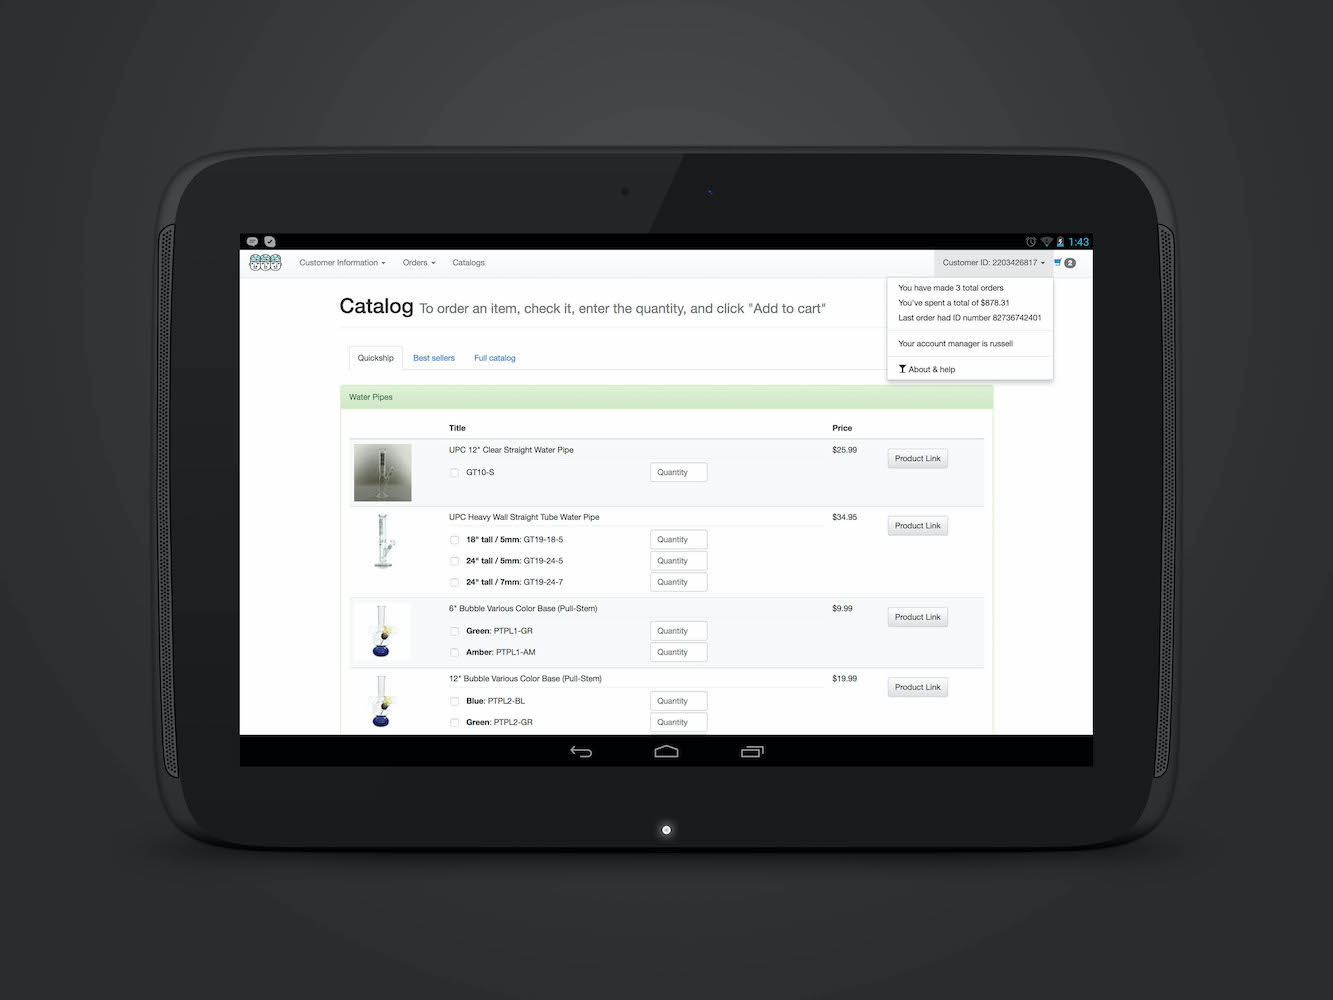 1:43
Customer Information
Orders
Catalogs
Customer ID: 2203426817
2
You have made 3 total orders
You've spent a total of $878.31
Last order had ID number 82736742401
Your account manager is russell
About & help
Catalog To order an item, check it, enter the quantity, and click "Add to cart"
Quickship
Best sellers
Full catalog
Water Pipes
Title
Price
UPC 12" Clear Straight Water Pipe
$25.99
Product Link
GT10-S
Quantity
UPC Heavy Wall Straight Tube Water Pipe
$34.95
Product Link
18" tall / 5mm: GT19-18-5
Quantity
24" tall / 5mm: GT19-24-5
Quantity
24" tall / 7mm: GT19-24-7
Quantity
6" Bubble Various Color Base (Pull-Stem)
$9.99
Product Link
Green: PTPL1-GR
Quantity
Amber: PTPL1-AM
Quantity
12" Bubble Various Color Base (Pull-Stem)
$19.99
Product Link
Blue: PTPL2-BL
Quantity
Green: PTPL2-GR
Quantity